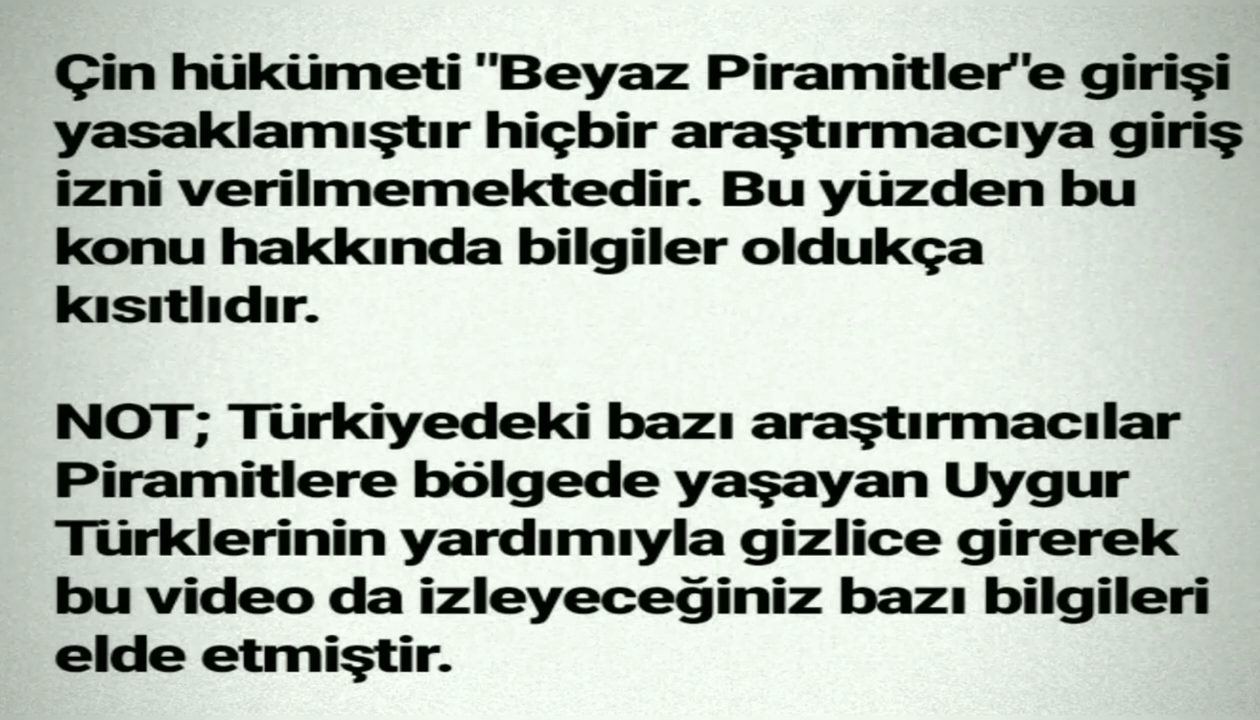 Çin hükümeti "Beyaz Piramitler"e girişi
yasaklamıştır hiçbir araştırmacıya giriş
izni verilmemektedir. Bu yüzden bu
konu hakkında bilgiler oldukça
kısıtlıdır.
NOT; Türkiyedeki bazı araştırmacılar
Piramitlere bölgede yaşayan Uygur
Türklerinin yardımıyla gizlice girerek
bu video da izleyeceğiniz bazı bilgileri
elde etmiştir.